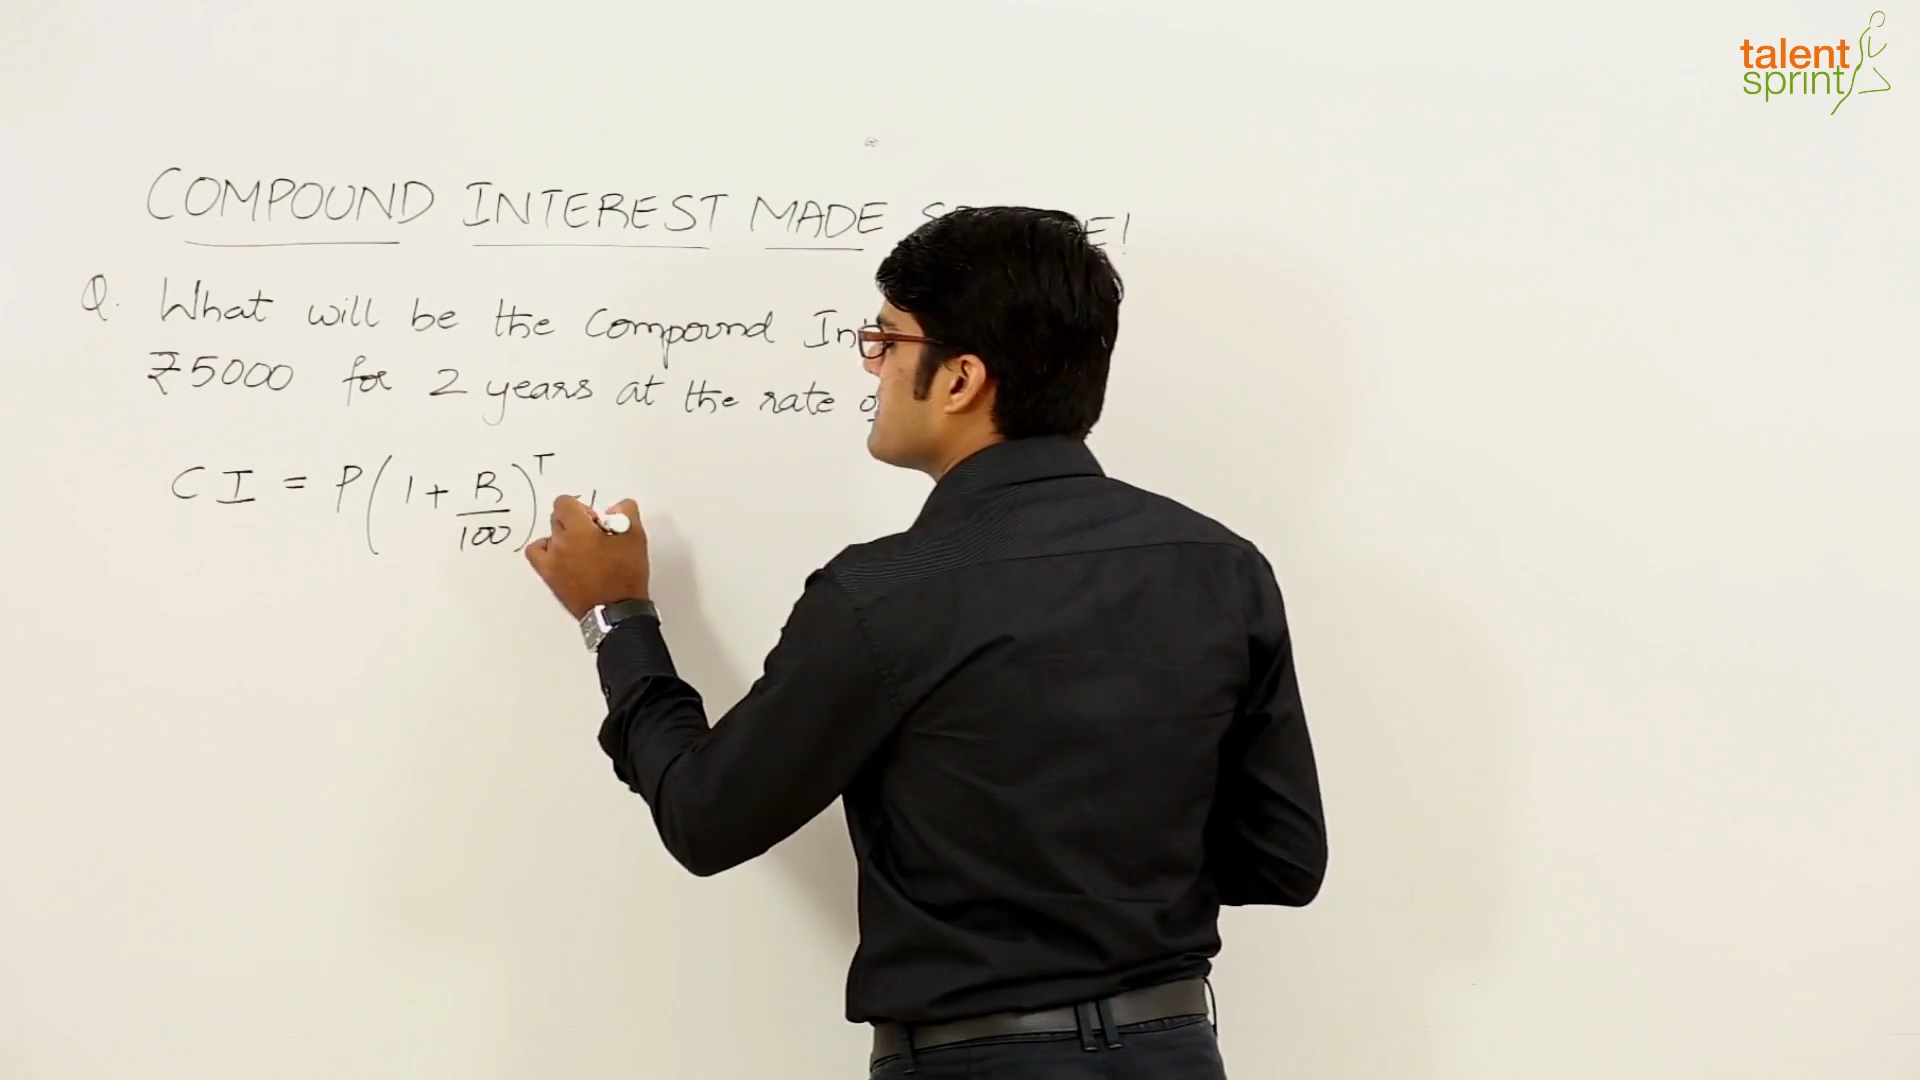 talent
sprint
COMPOUND INTEREST MADE
Q. What will be the Compound
₹5000 for 2 years at the rate
CI = P(1 + R/100)^T